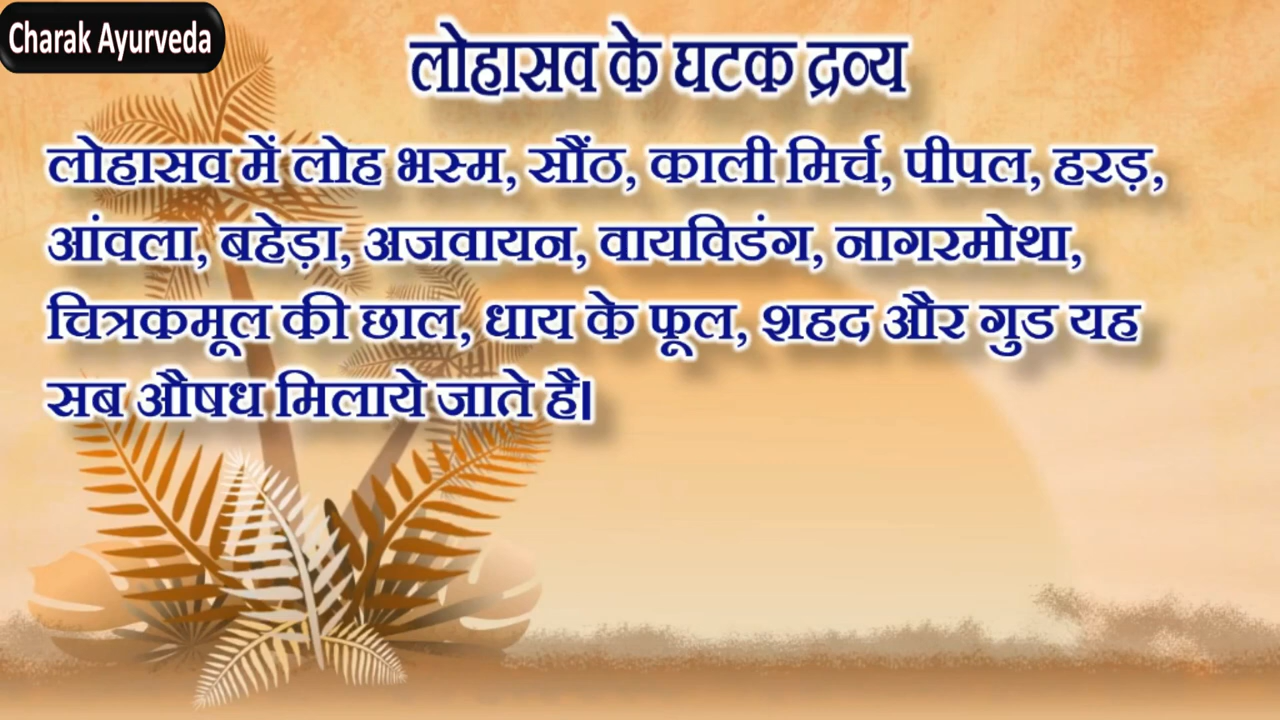 Charak Ayurveda
लोहासव के घटक द्रव्य
लोहासव में लोह भस्म, सौंठ, काली मिर्च, पीपल, हरड़,
आंवला, बहेड़ा, अजवायन, वायविडंग, नागरमोथा,
चित्रकमूल की छाल, धाय के फूल, शहद और गुड यह
सब औषध मिलाये जाते है।